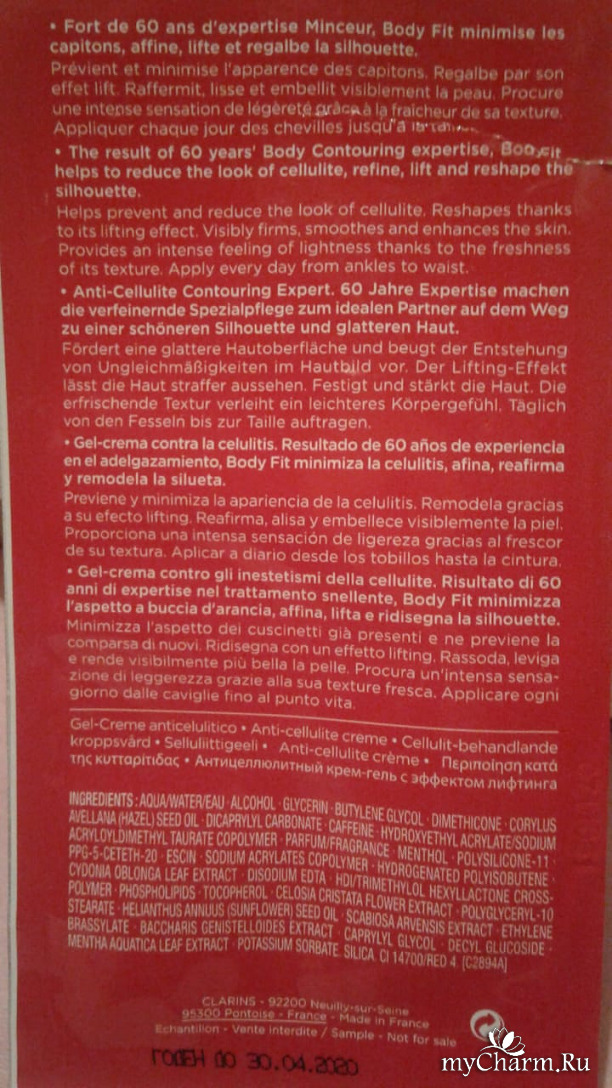 • Fort de 60 ans d'expertise Minceur, Body Fit minimise les
capitons, affine, lifte et regalbe la silhouette.
Prévient et minimise l'apparence des capitons. Regalbe par son
effet lift. Raffermit, lisse et embellit visiblement la peau. Procure
une intense sensation de légèreté grâce à la fraîcheur de sa texture.
Appliquer chaque jour des chevilles jusqu'à
• The result of 60 years' Body Contouring expertise, Body Fit
helps to reduce the look of cellulite, refine, lift and reshape the
silhouette.
Helps prevent and reduce the look of cellulite. Reshapes thanks
to its lifting effect. Visibly firms, smoothes and enhances the skin.
Provides an intense feeling of lightness thanks to the freshness
of its texture. Apply every day from ankles to waist.
• Anti-Cellulite Contouring Expert. 60 Jahre Expertise machen
die verfeinernde Spezialpflege zum idealen Partner auf dem Weg
zu einer schöneren Silhouette und glatteren Haut.
Fördert eine glattere Hautoberfläche und beugt der Entstehung
von Ungleichmäßigkeiten im Hautbild vor. Der Lifting-Effekt
lässt die Haut straffer aussehen. Festigt und stärkt die Haut. Die
erfrischende Textur verleiht ein leichteres Körpergefühl. Täglich
von den Fesseln bis zur Taille auftragen.
• Gel-crema contra la celulitis. Resultado de 60 años de experiencia
en el adelgazamiento, Body Fit minimiza la celulitis, afina, reafirma
y remodela la silueta.
Previene y minimiza la apariencia de la celulitis. Remodela gracias
a su efecto lifting. Reafirma, alisa y embellece visiblemente la piel.
Proporciona una intensa sensación de ligereza gracias al frescor
de su textura. Aplicar a diario desde los tobillos hasta la cintura.
• Gel-crema contro gli inestetismi della cellulite. Risultato di 60
anni di expertise nel trattamento snellente, Body Fit minimizza
l'aspetto a buccia d'arancia, affina, lifta e ridisegna la silhouette.
Minimizza l'aspetto dei cuscinetti già presenti e ne previene la
comparsa di nuovi. Ridisegna con un effetto lifting. Rassoda, leviga
e rende visibilmente più bella la pelle. Procura un'intensa sensa-
zione di leggerezza grazie alla sua texture fresca. Applicare ogni
giorno dalle caviglie fino al punto vita.
Gel-Creme anticelulitico • Anti-cellulite creme • Cellulit-behandlande
kroppsvård • Selluliittigeeli • Anti-cellulite crème • Περιποίηση κατά
της κυτταρίτιδας • Антицеллюлитный крем-гель с эффектом лифтинга
INGREDIENTS : AQUA/WATER/EAU · ALCOHOL · GLYCERIN · BUTYLENE GLYCOL · DIMETHICONE · CORYLUS
AVELLANA (HAZEL) SEED OIL · DICAPRYLYL CARBONATE · CAFFEINE · HYDROXYETHYL ACRYLATE/SODIUM
ACRYLOYLDIMETHYL TAURATE COPOLYMER · PARFUM/FRAGRANCE · MENTHOL · POLYSILICONE-11 ·
PPG-5-CETETH-20 · ESCIN · SODIUM ACRYLATES COPOLYMER · HYDROGENATED POLYISOBUTENE ·
CYDONIA OBLONGA LEAF EXTRACT · DISODIUM EDTA · HDI/TRIMETHYLOL HEXYLLACTONE CROSS-
POLYMER · PHOSPHOLIPIDS · TOCOPHEROL · CELOSIA CRISTATA FLOWER EXTRACT · POLYGLYCERYL-10
STEARATE · HELIANTHUS ANNUUS (SUNFLOWER) SEED OIL · SCABIOSA ARVENSIS EXTRACT · ETHYLENE
BRASSYLATE · BACCHARIS GENISTELLOIDES EXTRACT · CAPRYLYL GLYCOL · DECYL GLUCOSIDE ·
MENTHA AQUATICA LEAF EXTRACT · POTASSIUM SORBATE. SILICA. CI 14700/RED 4. [C2894A]
CLARINS - 92200 Neuilly-sur-Seine
95300 Pontoise - France - Made in France
Echantillon - Vente interdite / Sample - Not for sale
ГОДЕН ДО 30.04.2020
myCharm.Ru